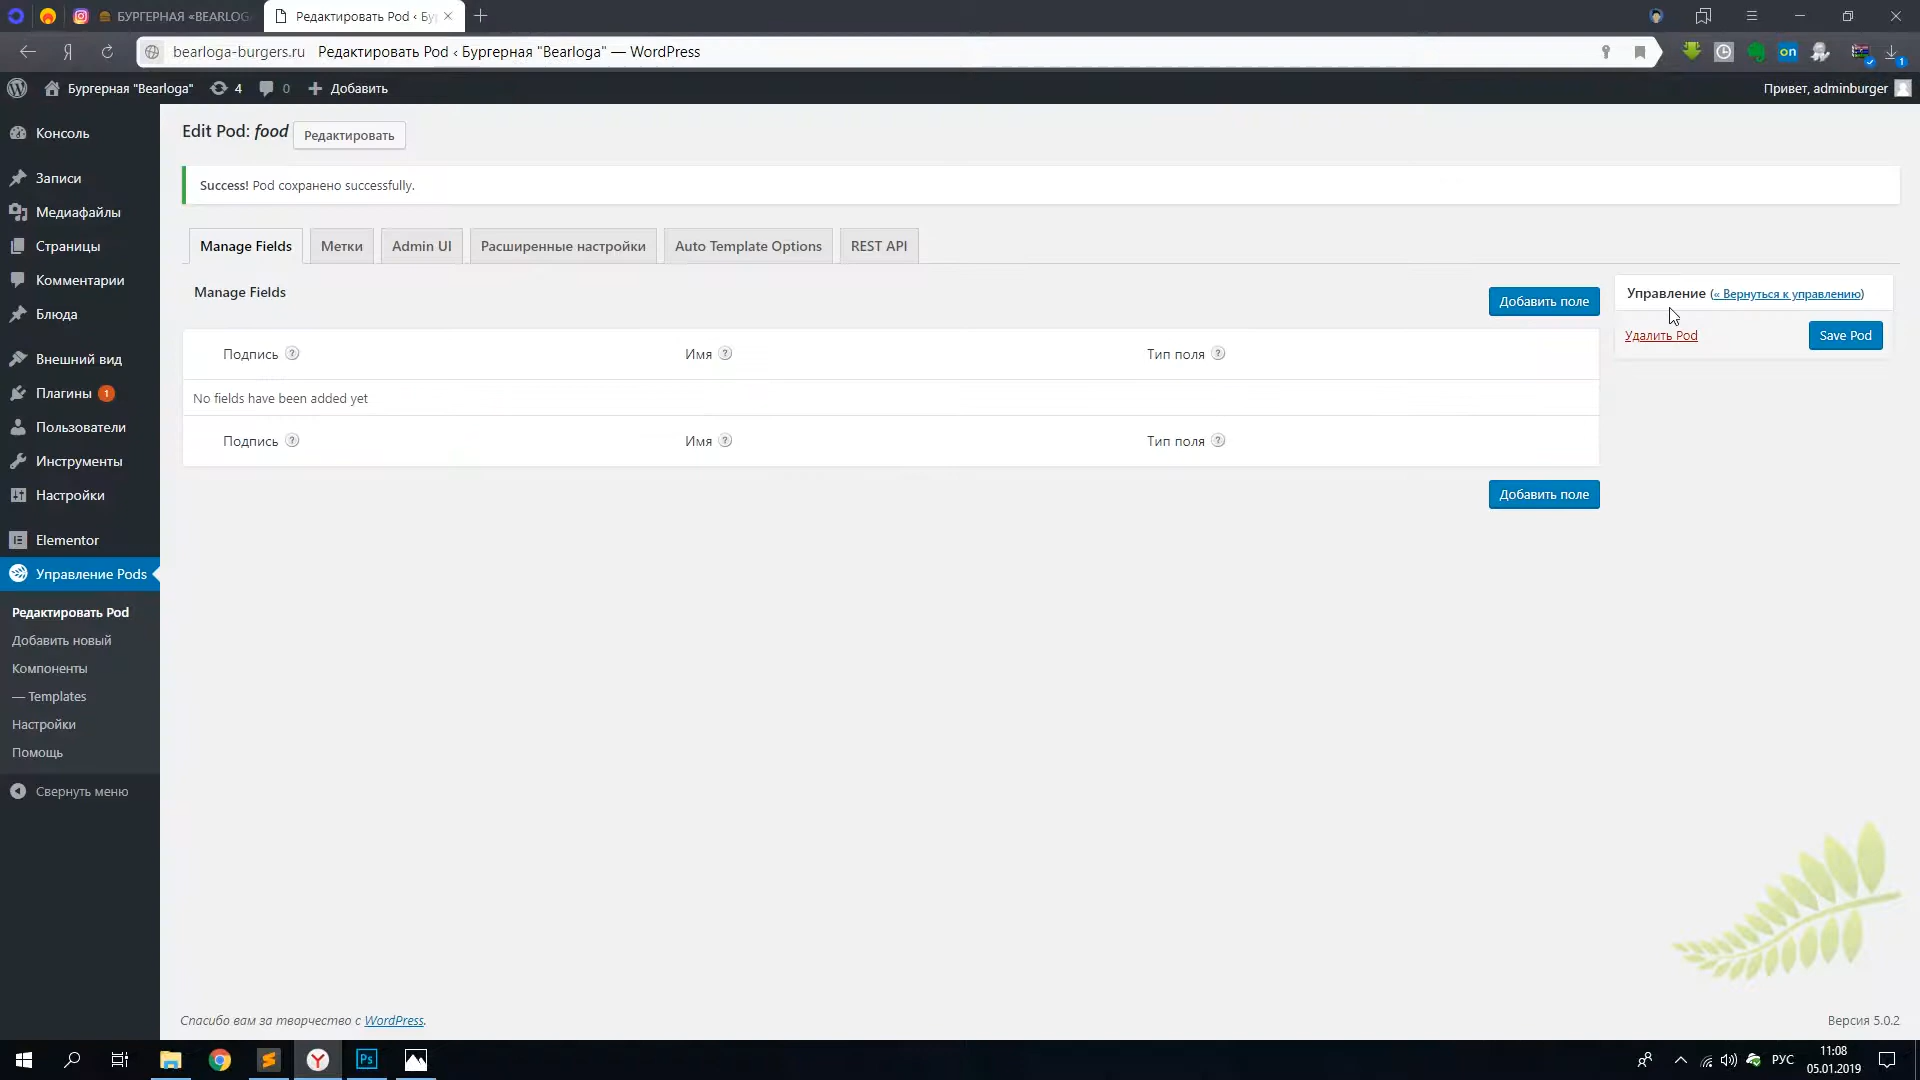 БУРГЕРНАЯ «BEARLOG
Редактировать Pod ‹ Бу
bearloga-burgers.ru Редактировать Pod ‹ Бургерная "Bearloga" — WordPress
on
1
Бургерная "Bearloga" 4 0 Добавить
Привет, adminburger
Консоль
Записи
Медиафайлы
Страницы
Комментарии
Блюда
Внешний вид
Плагины 1
Пользователи
Инструменты
Настройки
Elementor
Управление Pods
Редактировать Pod
Добавить новый
Компоненты
— Templates
Настройки
Помощь
Свернуть меню
Edit Pod: food Редактировать
Success! Pod сохранено successfully.
Manage Fields Метки Admin UI Расширенные настройки Auto Template Options REST API
Manage Fields
Добавить поле
Подпись ? Имя ? Тип поля ?
No fields have been added yet
Подпись ? Имя ? Тип поля ?
Добавить поле
Управление (« Вернуться к управлению)
Удалить Pod Save Pod
Спасибо вам за творчество с WordPress.
Версия 5.0.2
Ps
РУС
11:08
05.01.2019